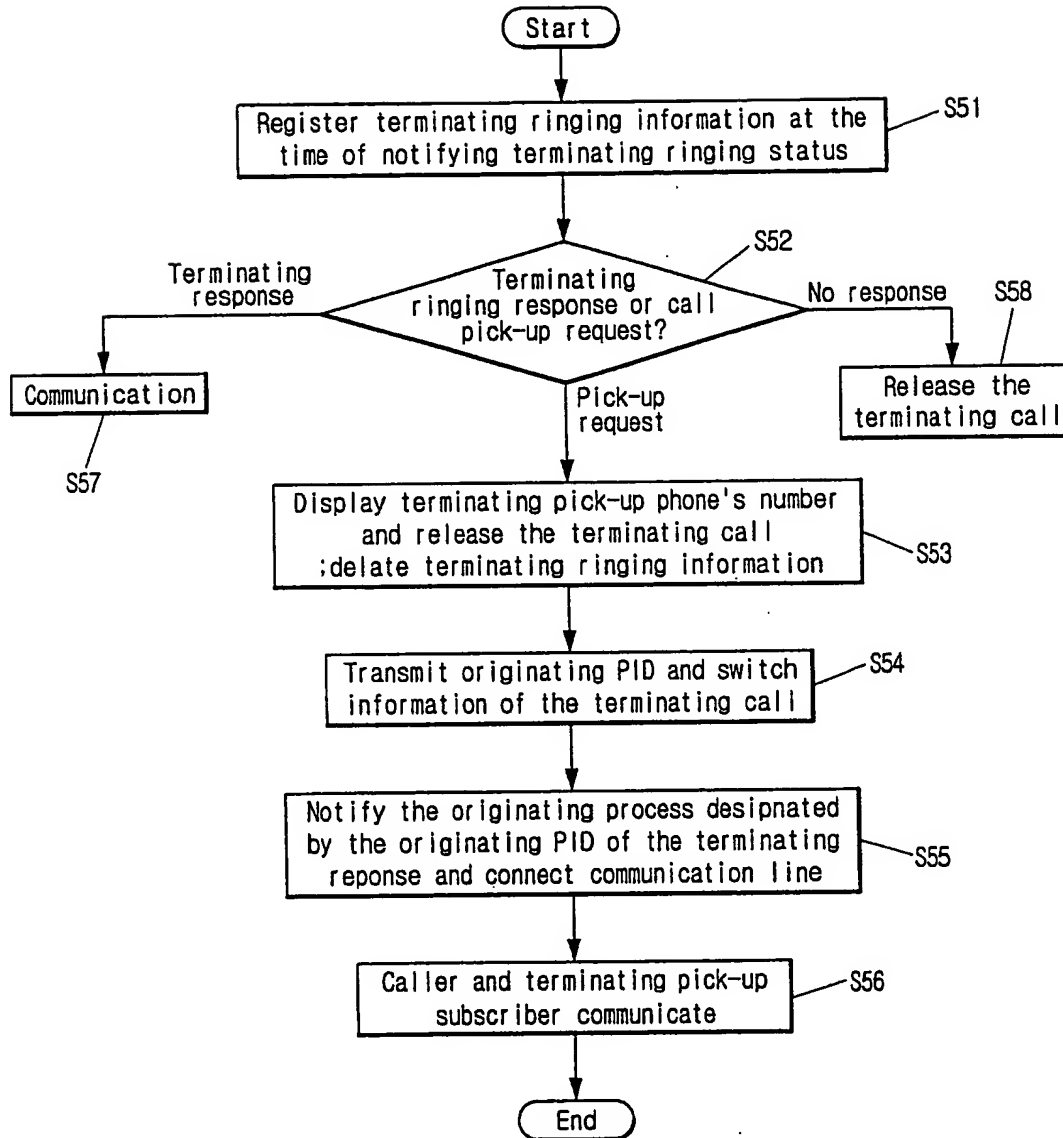 Start
Register terminating ringing information at the
time of notifying terminating ringing status
S51
S52
Terminating
ringing response or call
pick-up request?
Terminating
response
No response
S58
Communication
S57
Release the
terminating call
Pick-up
request
Display terminating pick-up phone's number
and release the terminating call
;delate terminating ringing information
S53
Transmit originating PID and switch
information of the terminating call
S54
Notify the originating process desipnated
by the originating PID of the terminating
reponse and connect communication line
S55
Caller and terminating pick-up
subscriber communicate
S56
End